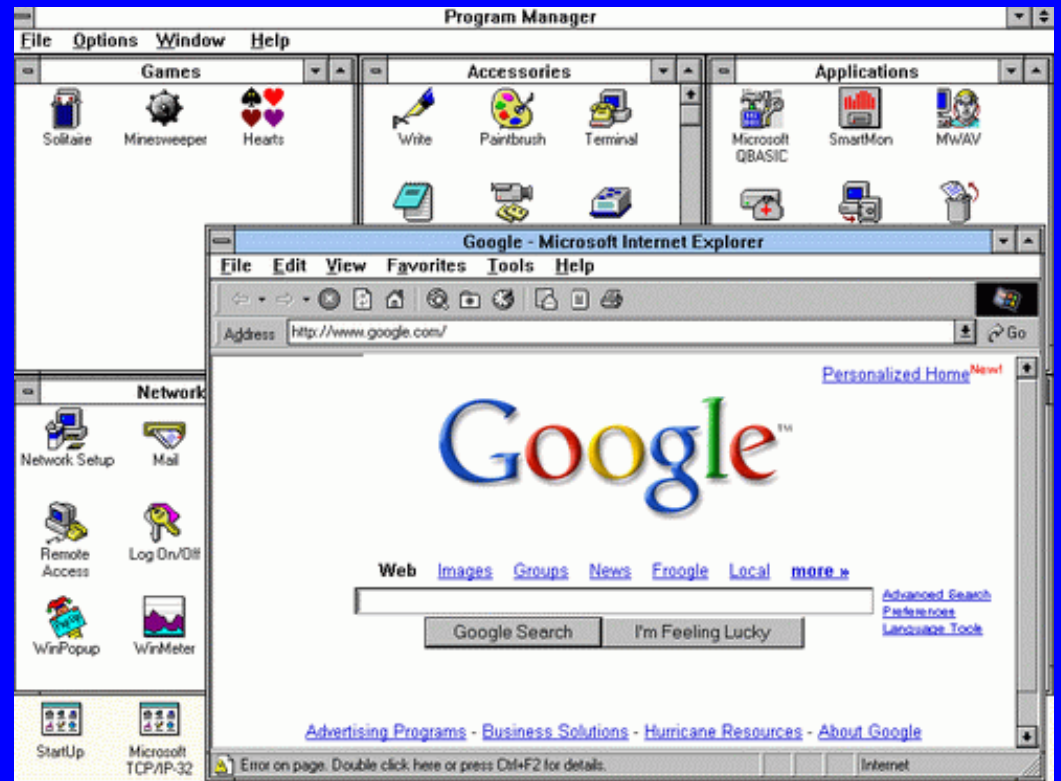 Program Manager
File Options Window Help
Games
Solitaire Minesweeper Hearts
Accessories
Write Paintbrush Terminal
Applications
Microsoft QBASIC SmartMon MWAV
Network
Network Setup Mail
Remote Access Log On/Off
WinPopup WinMeter
StartUp Microsoft TCP/IP-32
Google - Microsoft Internet Explorer
File Edit View Favorites Tools Help
Address http://www.google.com/ Go
Personalized Home New!
Google™
Web Images Groups News Froogle Local more »
Advanced Search
Preferences
Language Tools
Google Search I'm Feeling Lucky
Advertising Programs - Business Solutions - Hurricane Resources - About Google
Error on page. Double click here or press Ctrl+F2 for details. Internet